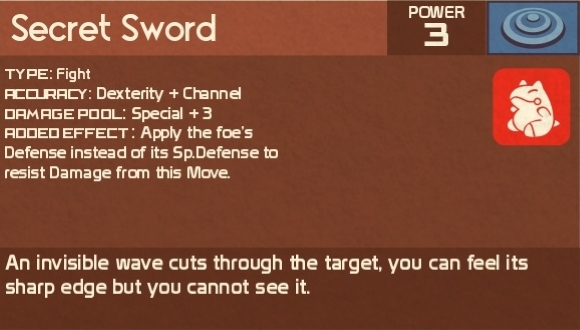 Secret Sword
POWER
3
TYPE: Fight
ACCURACY: Dexterity + Channel
DAMAGE POOL: Special + 3
ADDED EFFECT: Apply the foe's
Defense instead of its Sp.Defense to
resist Damage from this Move.
An invisible wave cuts through the target, you can feel its
sharp edge but you cannot see it.